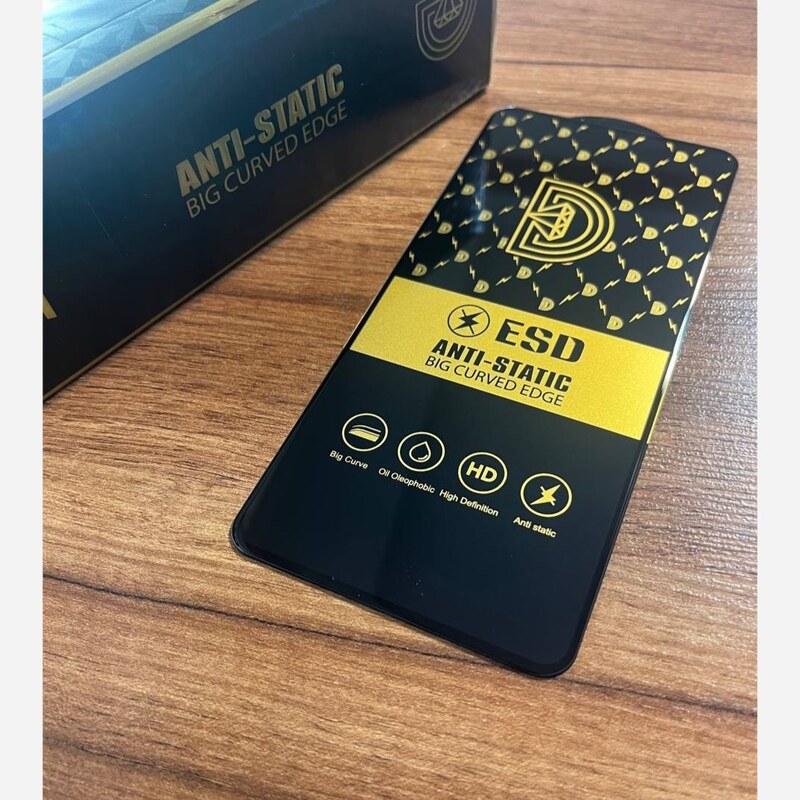 ANTI-STATIC
BIG CURVED EDGE
D
ESD
ANTI-STATIC
BIG CURVED EDGE
HD
Big Curve
Oil Oleophobic
High Definition
Anti static